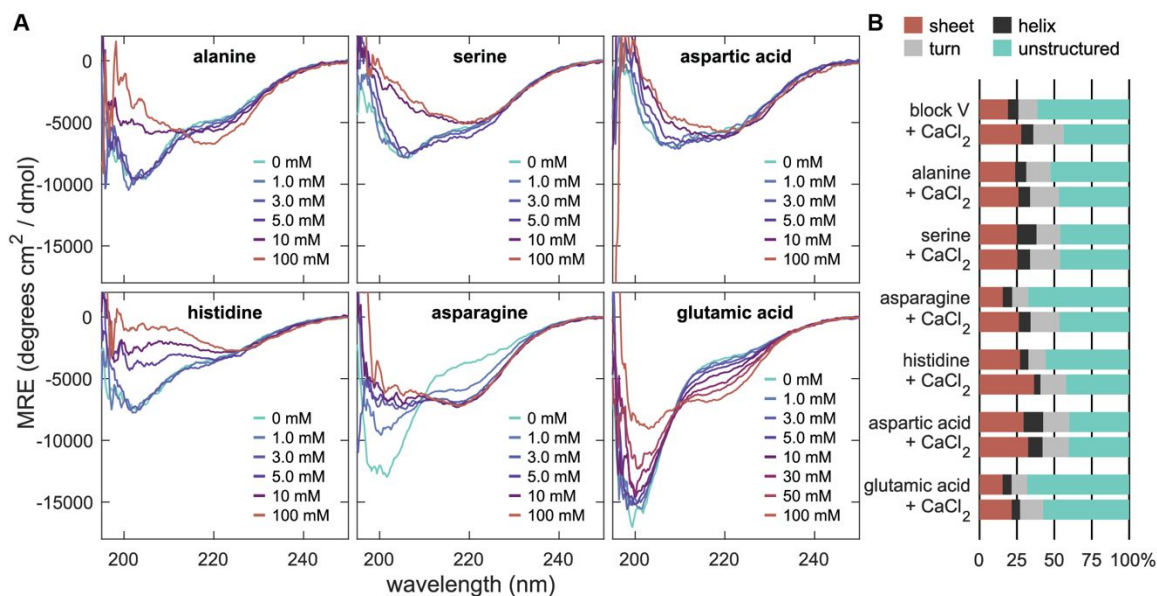 A
B
sheet
helix
turn
unstructured
MRE (degrees cm2 / dmol)
wavelength (nm)
alanine
0
-5000
-10000
-15000
0 mM
1.0 mM
3.0 mM
5.0 mM
10 mM
100 mM
serine
0 mM
1.0 mM
3.0 mM
5.0 mM
10 mM
100 mM
aspartic acid
0 mM
1.0 mM
3.0 mM
5.0 mM
10 mM
100 mM
histidine
0
-5000
-10000
-15000
0 mM
1.0 mM
3.0 mM
5.0 mM
10 mM
100 mM
200 220 240
asparagine
0 mM
1.0 mM
3.0 mM
5.0 mM
10 mM
100 mM
200 220 240
glutamic acid
0 mM
1.0 mM
3.0 mM
5.0 mM
10 mM
30 mM
50 mM
100 mM
200 220 240
block V
+ CaCl2
alanine
+ CaCl2
serine
+ CaCl2
asparagine
+ CaCl2
histidine
+ CaCl2
aspartic acid
+ CaCl2
glutamic acid
+ CaCl2
0 25 50 75 100%